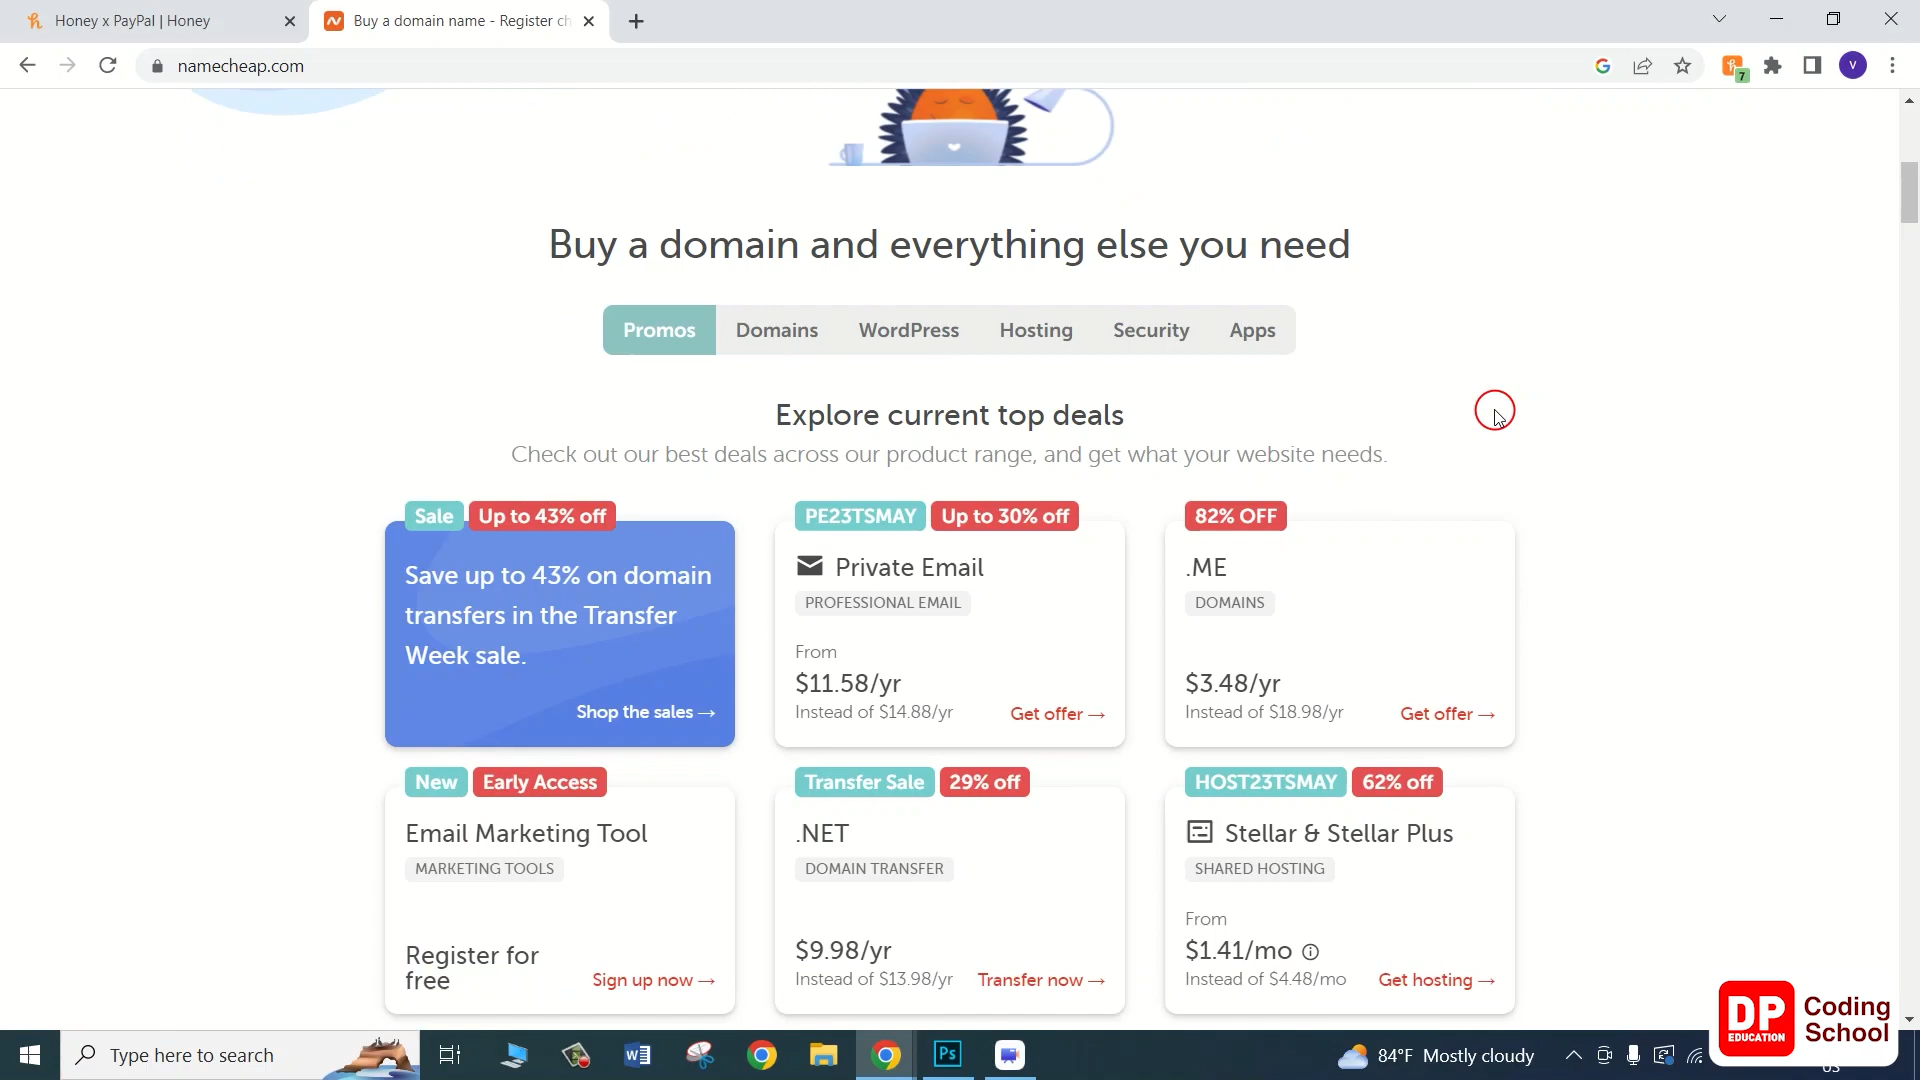 Honey x PayPal | Honey
Buy a domain name - Register ch
namecheap.com
7
V
Buy a domain and everything else you need
Promos Domains WordPress Hosting Security Apps
Explore current top deals
Check out our best deals across our product range, and get what your website needs.
Sale Up to 43% off
Save up to 43% on domain
transfers in the Transfer
Week sale.
Shop the sales →
PE23TSMAY Up to 30% off
Private Email
PROFESSIONAL EMAIL
From
$11.58/yr
Instead of $14.88/yr
Get offer →
82% OFF
.ME
DOMAINS
$3.48/yr
Instead of $18.98/yr
Get offer →
New Early Access
Email Marketing Tool
MARKETING TOOLS
Register for
free
Sign up now →
Transfer Sale 29% off
.NET
DOMAIN TRANSFER
$9.98/yr
Instead of $13.98/yr
Transfer now →
HOST23TSMAY 62% off
Stellar & Stellar Plus
SHARED HOSTING
From
$1.41/mo
Instead of $4.48/mo
Get hosting →
Type here to search
W
Ps
84°F Mostly cloudy
DP
EDUCATION
Coding
School